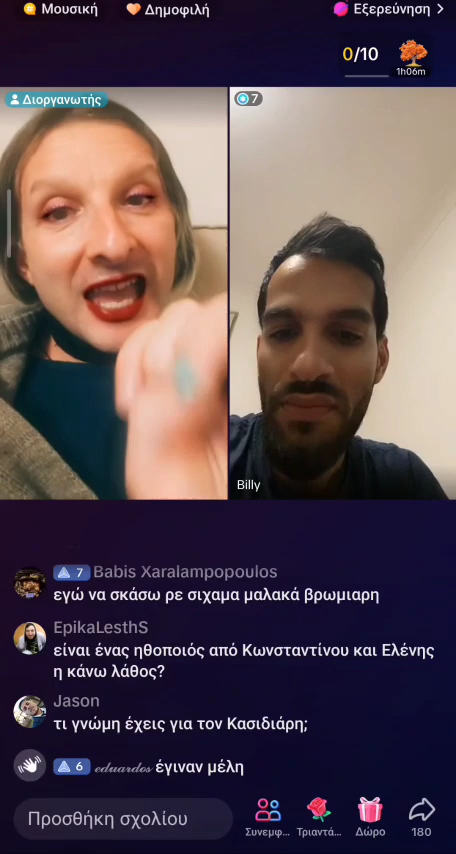 Μουσική Δημοφιλή Εξερεύνηση
0/10
1h06m
Διοργανωτής
7
Billy
7 Babis Xaralampopoulos
εγώ να σκάσω ρε σιχαμα μαλακά βρωμιαρη
EpikaLesthS
είναι ένας ηθοποιός από Κωνσταντίνου και Ελένης
η κάνω λάθος?
Jason
τι γνώμη έχεις για τον Κασιδιάρη;
6 eduardos έγιναν μέλη
Προσθήκη σχολίου
Συνεμφ... Τριαντά... Δώρο 180